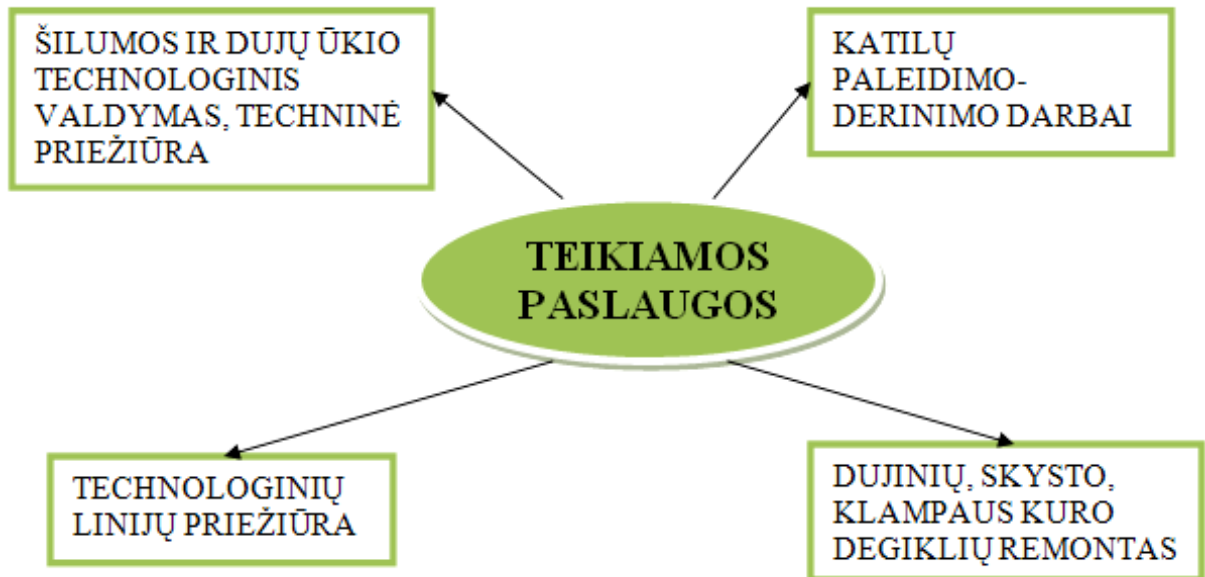 ŠILUMOS IR DUJŲ ŪKIO
TECHNOLOGINIS
VALDYMAS, TECHNINĖ
PRIEŽIŪRA
KATILŲ
PALEIDIMO-
DERINIMO DARBAI
TEIKIAMOS
PASLAUGOS
TECHNOLOGINIŲ
LINIJŲ PRIEŽIŪRA
DUJINIŲ, SKYSTO,
KLAMPAUS KURO
DEGIKLIŲ REMONTAS